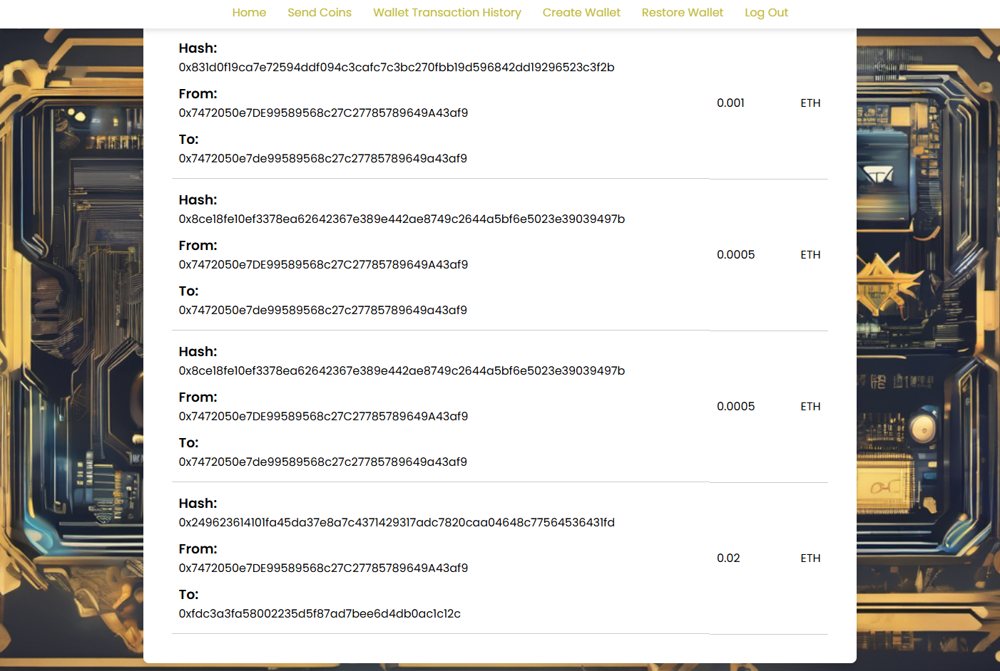 Home Send Coins Wallet Transaction History Create Wallet Restore Wallet Log Out
Hash:
0x831d0f19ca7e72594ddf094c3cafc7c3bc270fbb19d596842dd19296523c3f2b
From:
0x7472050e7DE99589568c27C27785789649A43af9
0.001 ETH
To:
0x7472050e7de99589568c27c27785789649a43af9
Hash:
0x8ce18fe10ef3378ea62642367e389e442ae8749c2644a5bf6e5023e39039497b
From:
0x7472050e7DE99589568c27C27785789649A43af9
0.0005 ETH
To:
0x7472050e7de99589568c27c27785789649a43af9
Hash:
0x8ce18fe10ef3378ea62642367e389e442ae8749c2644a5bf6e5023e39039497b
From:
0x7472050e7DE99589568c27C27785789649A43af9
0.0005 ETH
To:
0x7472050e7de99589568c27c27785789649a43af9
Hash:
0x249623614101fa45da37e8a7c4371429317adc7820caa04648c77564536431fd
From:
0x7472050e7DE99589568c27C27785789649A43af9
0.02 ETH
To:
0xfdc3a3fa58002235d5f87ad7bee6d4db0ac1c12c